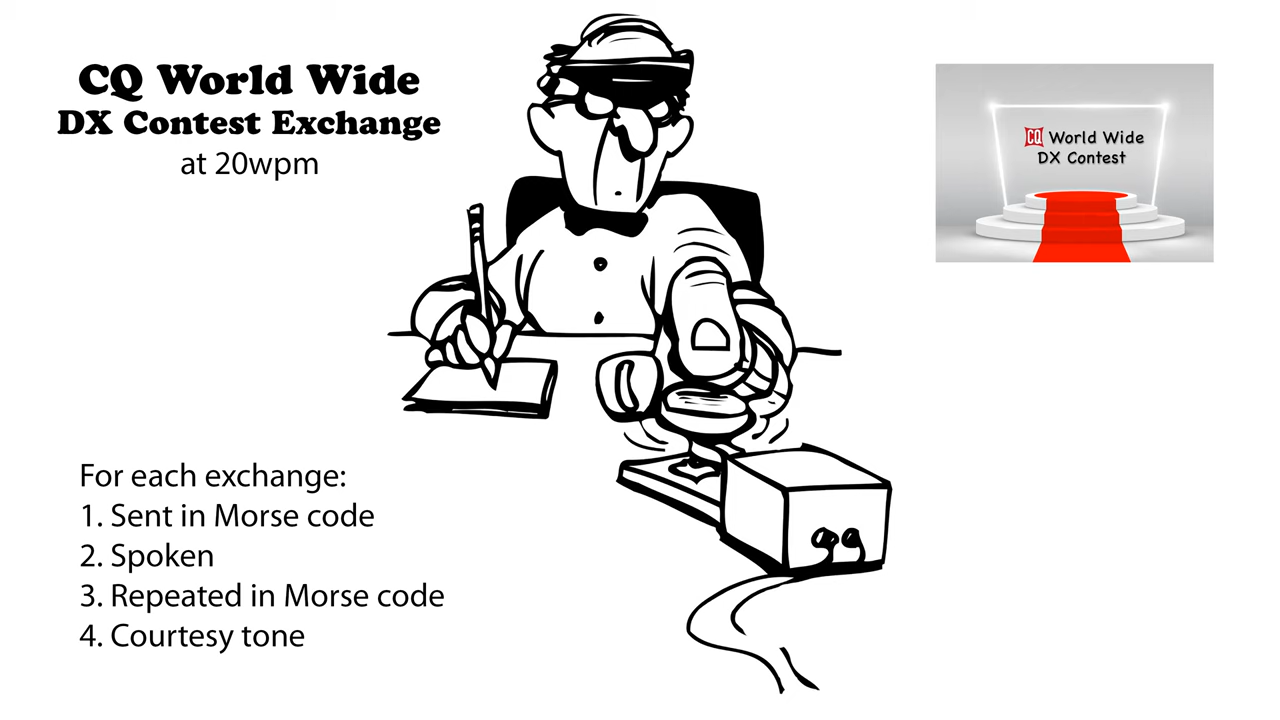 CQ World Wide
DX Contest Exchange
at 20wpm
CQ World Wide
DX Contest
For each exchange:
1. Sent in Morse code
2. Spoken
3. Repeated in Morse code
4. Courtesy tone